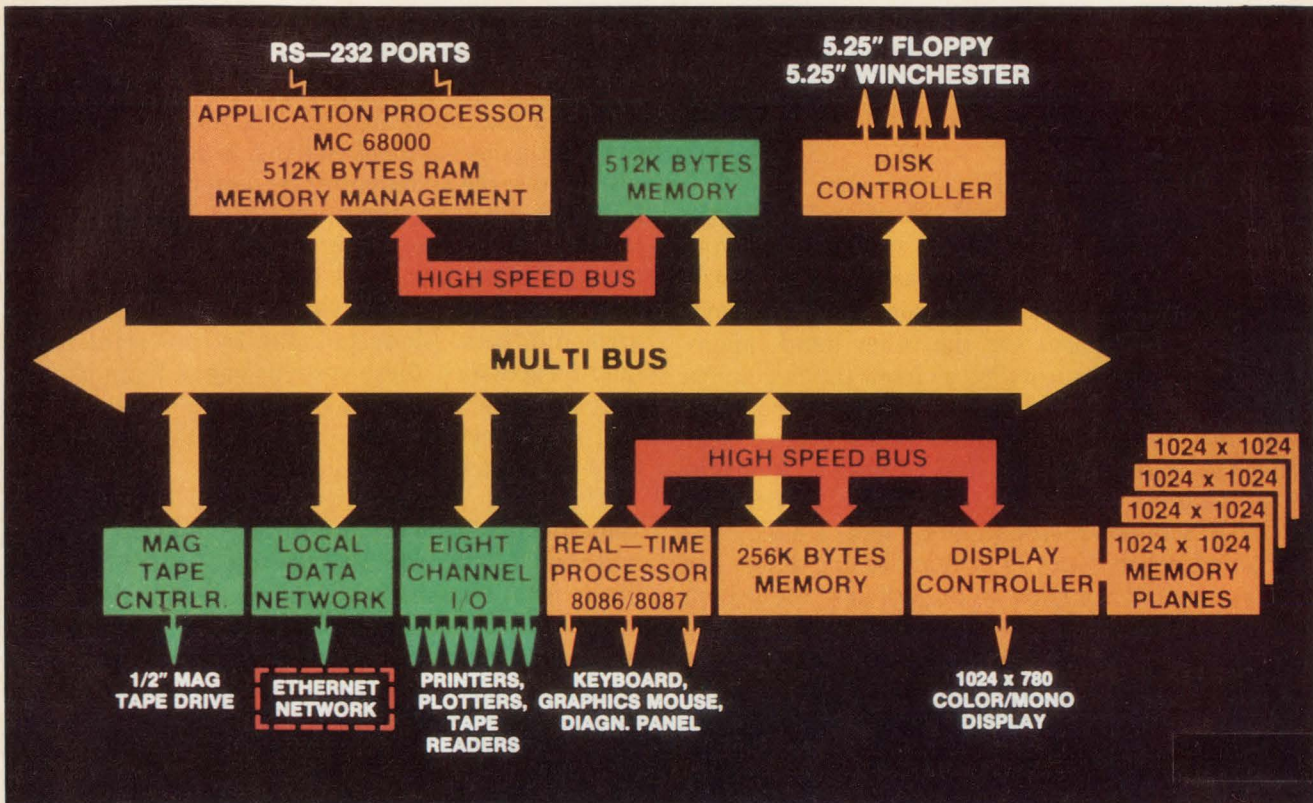 RS—232 PORTS
5.25" FLOPPY
5.25" WINCHESTER
APPLICATION PROCESSOR
MC 68000
512K BYTES RAM
MEMORY MANAGEMENT
512K BYTES
MEMORY
DISK
CONTROLLER
HIGH SPEED BUS
MULTI BUS
HIGH SPEED BUS
1024 x 1024
1024 x 1024
1024 x 1024
1024 x 1024
MEMORY
PLANES
MAG
TAPE
CNTRLR.
LOCAL
DATA
NETWORK
EIGHT
CHANNEL
I/O
REAL—TIME
PROCESSOR
8086/8087
256K BYTES
MEMORY
DISPLAY
CONTROLLER
1/2" MAG
TAPE DRIVE
ETHERNET
NETWORK
PRINTERS,
PLOTTERS,
TAPE
READERS
KEYBOARD,
GRAPHICS MOUSE,
DIAGN. PANEL
1024 x 780
COLOR/MONO
DISPLAY